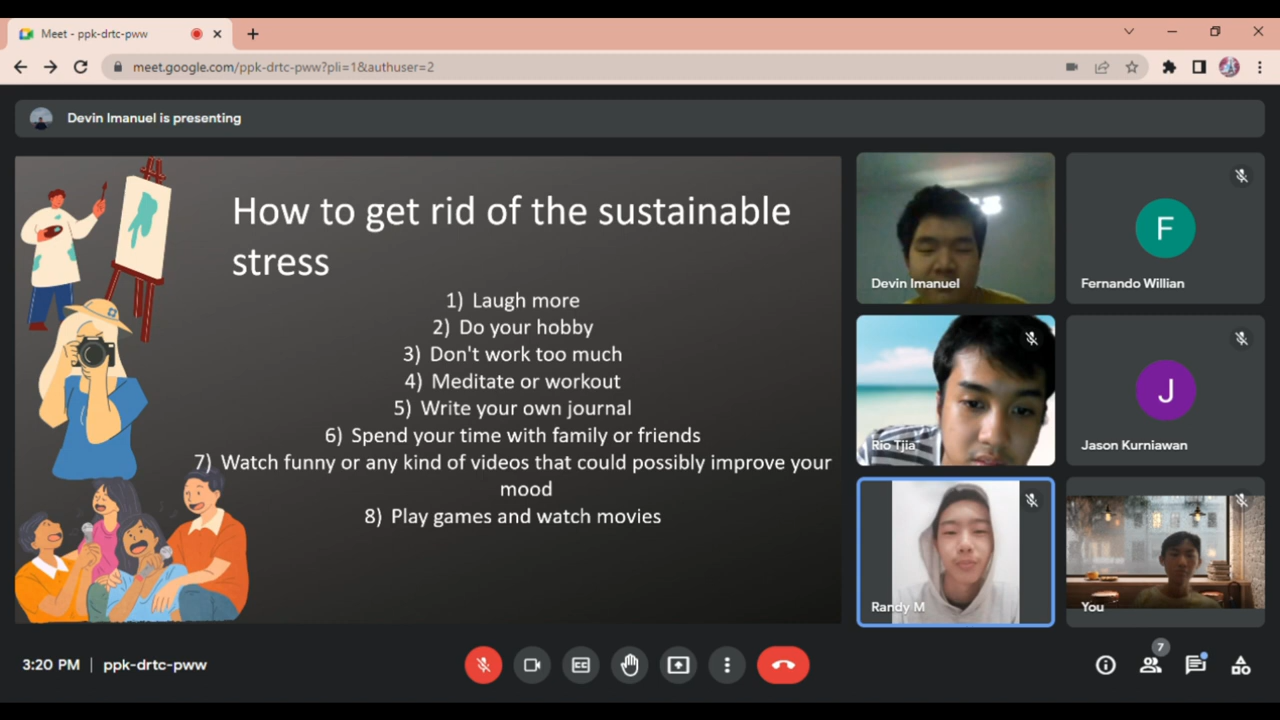 Meet - ppk-drtc-pww
meet.google.com/ppk-drtc-pww?pli=1&authuser=2
Devin Imanuel is presenting
How to get rid of the sustainable
stress
1) Laugh more
2) Do your hobby
3) Don't work too much
4) Meditate or workout
5) Write your own journal
6) Spend your time with family or friends
7) Watch funny or any kind of videos that could possibly improve your
mood
8) Play games and watch movies
Devin Imanuel
F
Fernando Willian
Rio Tjia
J
Jason Kurniawan
Randy M
You
3:20 PM | ppk-drtc-pww
CC
7